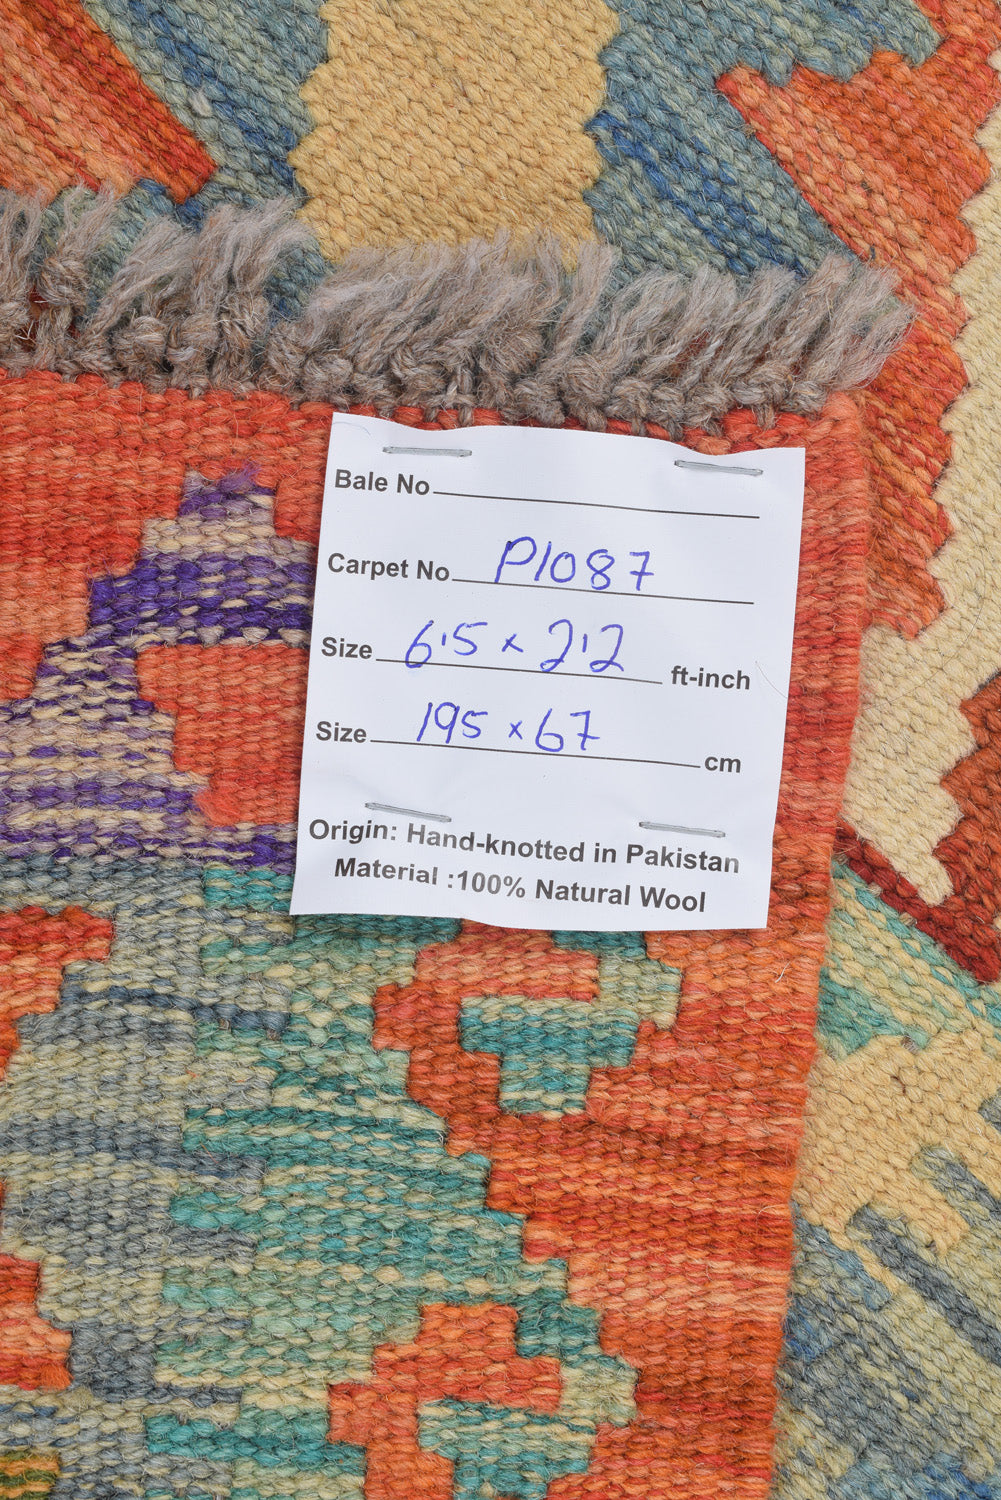 Bale No
Carpet No P1087
Size 6'5 x 2'2 ft-inch
Size 195 x 67 cm
Origin: Hand-knotted in Pakistan
Material :100% Natural Wool